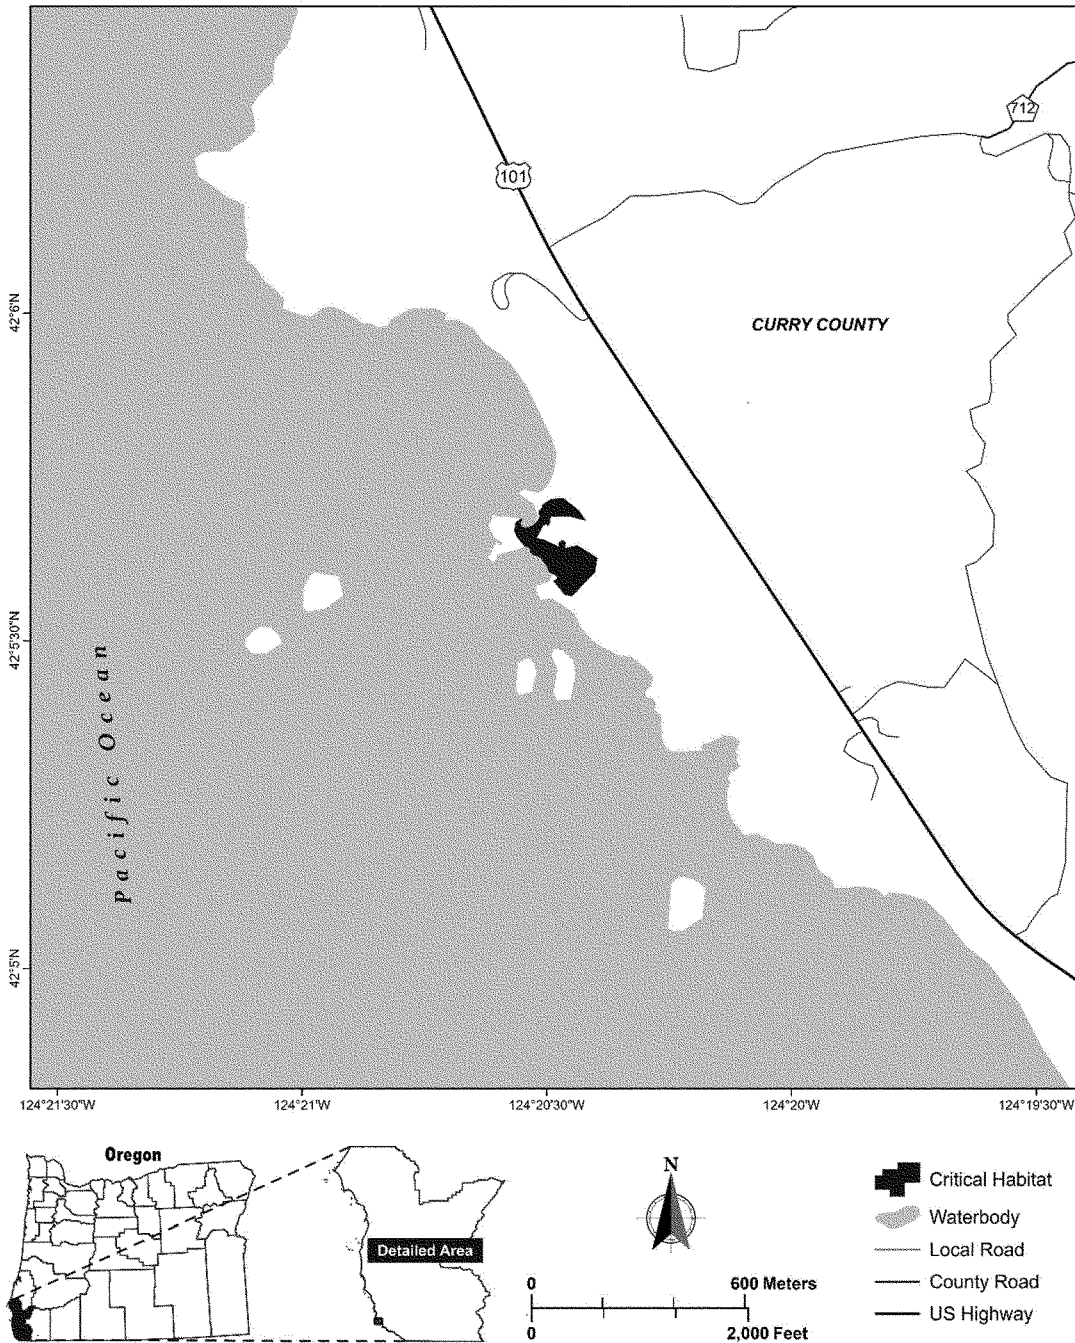 712
101
42°6'N
CURRY COUNTY
42°5'30"N
Pacific Ocean
42°5'N
124°21'30"W
124°21'W
124°20'30"W
124°20'W
124°19'30"W
Oregon
Detailed Area
N
0 600 Meters
0 2,000 Feet
Critical Habitat
Waterbody
Local Road
County Road
US Highway